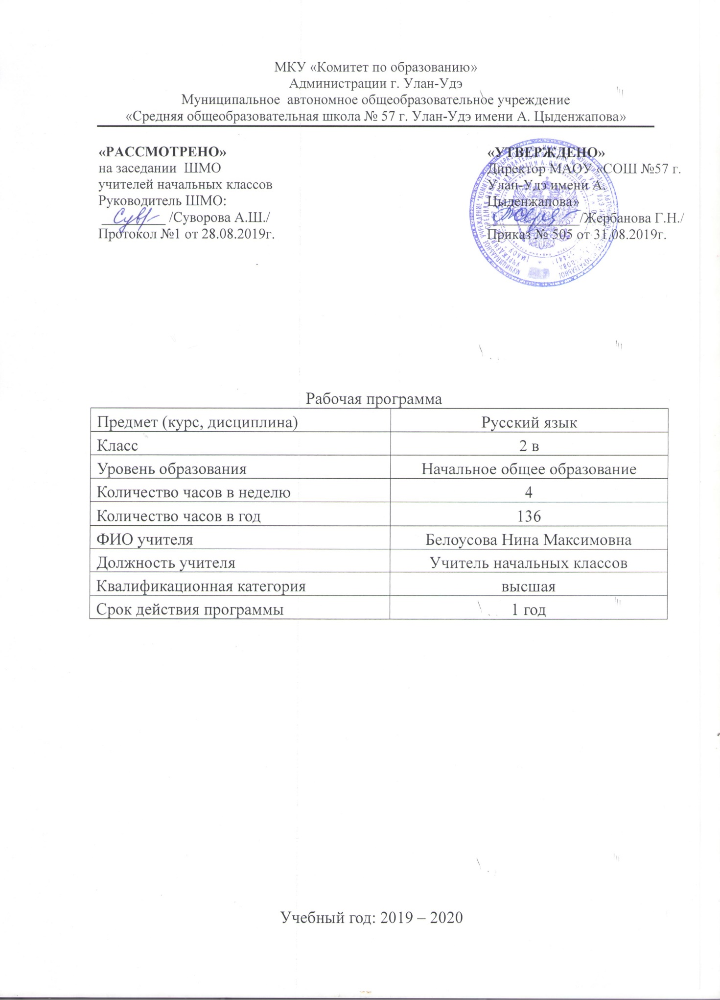 МКУ «Комитет по образованию»
Администрации г. Улан-Удэ
Муниципальное автономное общеобразовательное учреждение
«Средняя общеобразовательная школа № 57 г. Улан-Удэ имени А. Цыденжапова»
«РАССМОТРЕНО»
на заседании ШМО
учителей начальных классов
Руководитель ШМО:
/Суворова А.Ш./
Протокол №1 от 28.08.2019г.
«УТВЕРЖДЕНО»
Директор МАОУ «СОШ №57 г.
Улан-Удэ имени А.
Цыденжапова»
/Жербанова Г.Н./
Приказ № 505 от 31.08.2019г.
Рабочая программа
Предмет (курс, дисциплина) Русский язык
Класс 2 в
Уровень образования Начальное общее образование
Количество часов в неделю 4
Количество часов в год 136
ФИО учителя Белоусова Нина Максимовна
Должность учителя Учитель начальных классов
Квалификационная категория высшая
Срок действия программы 1 год
Учебный год: 2019 – 2020